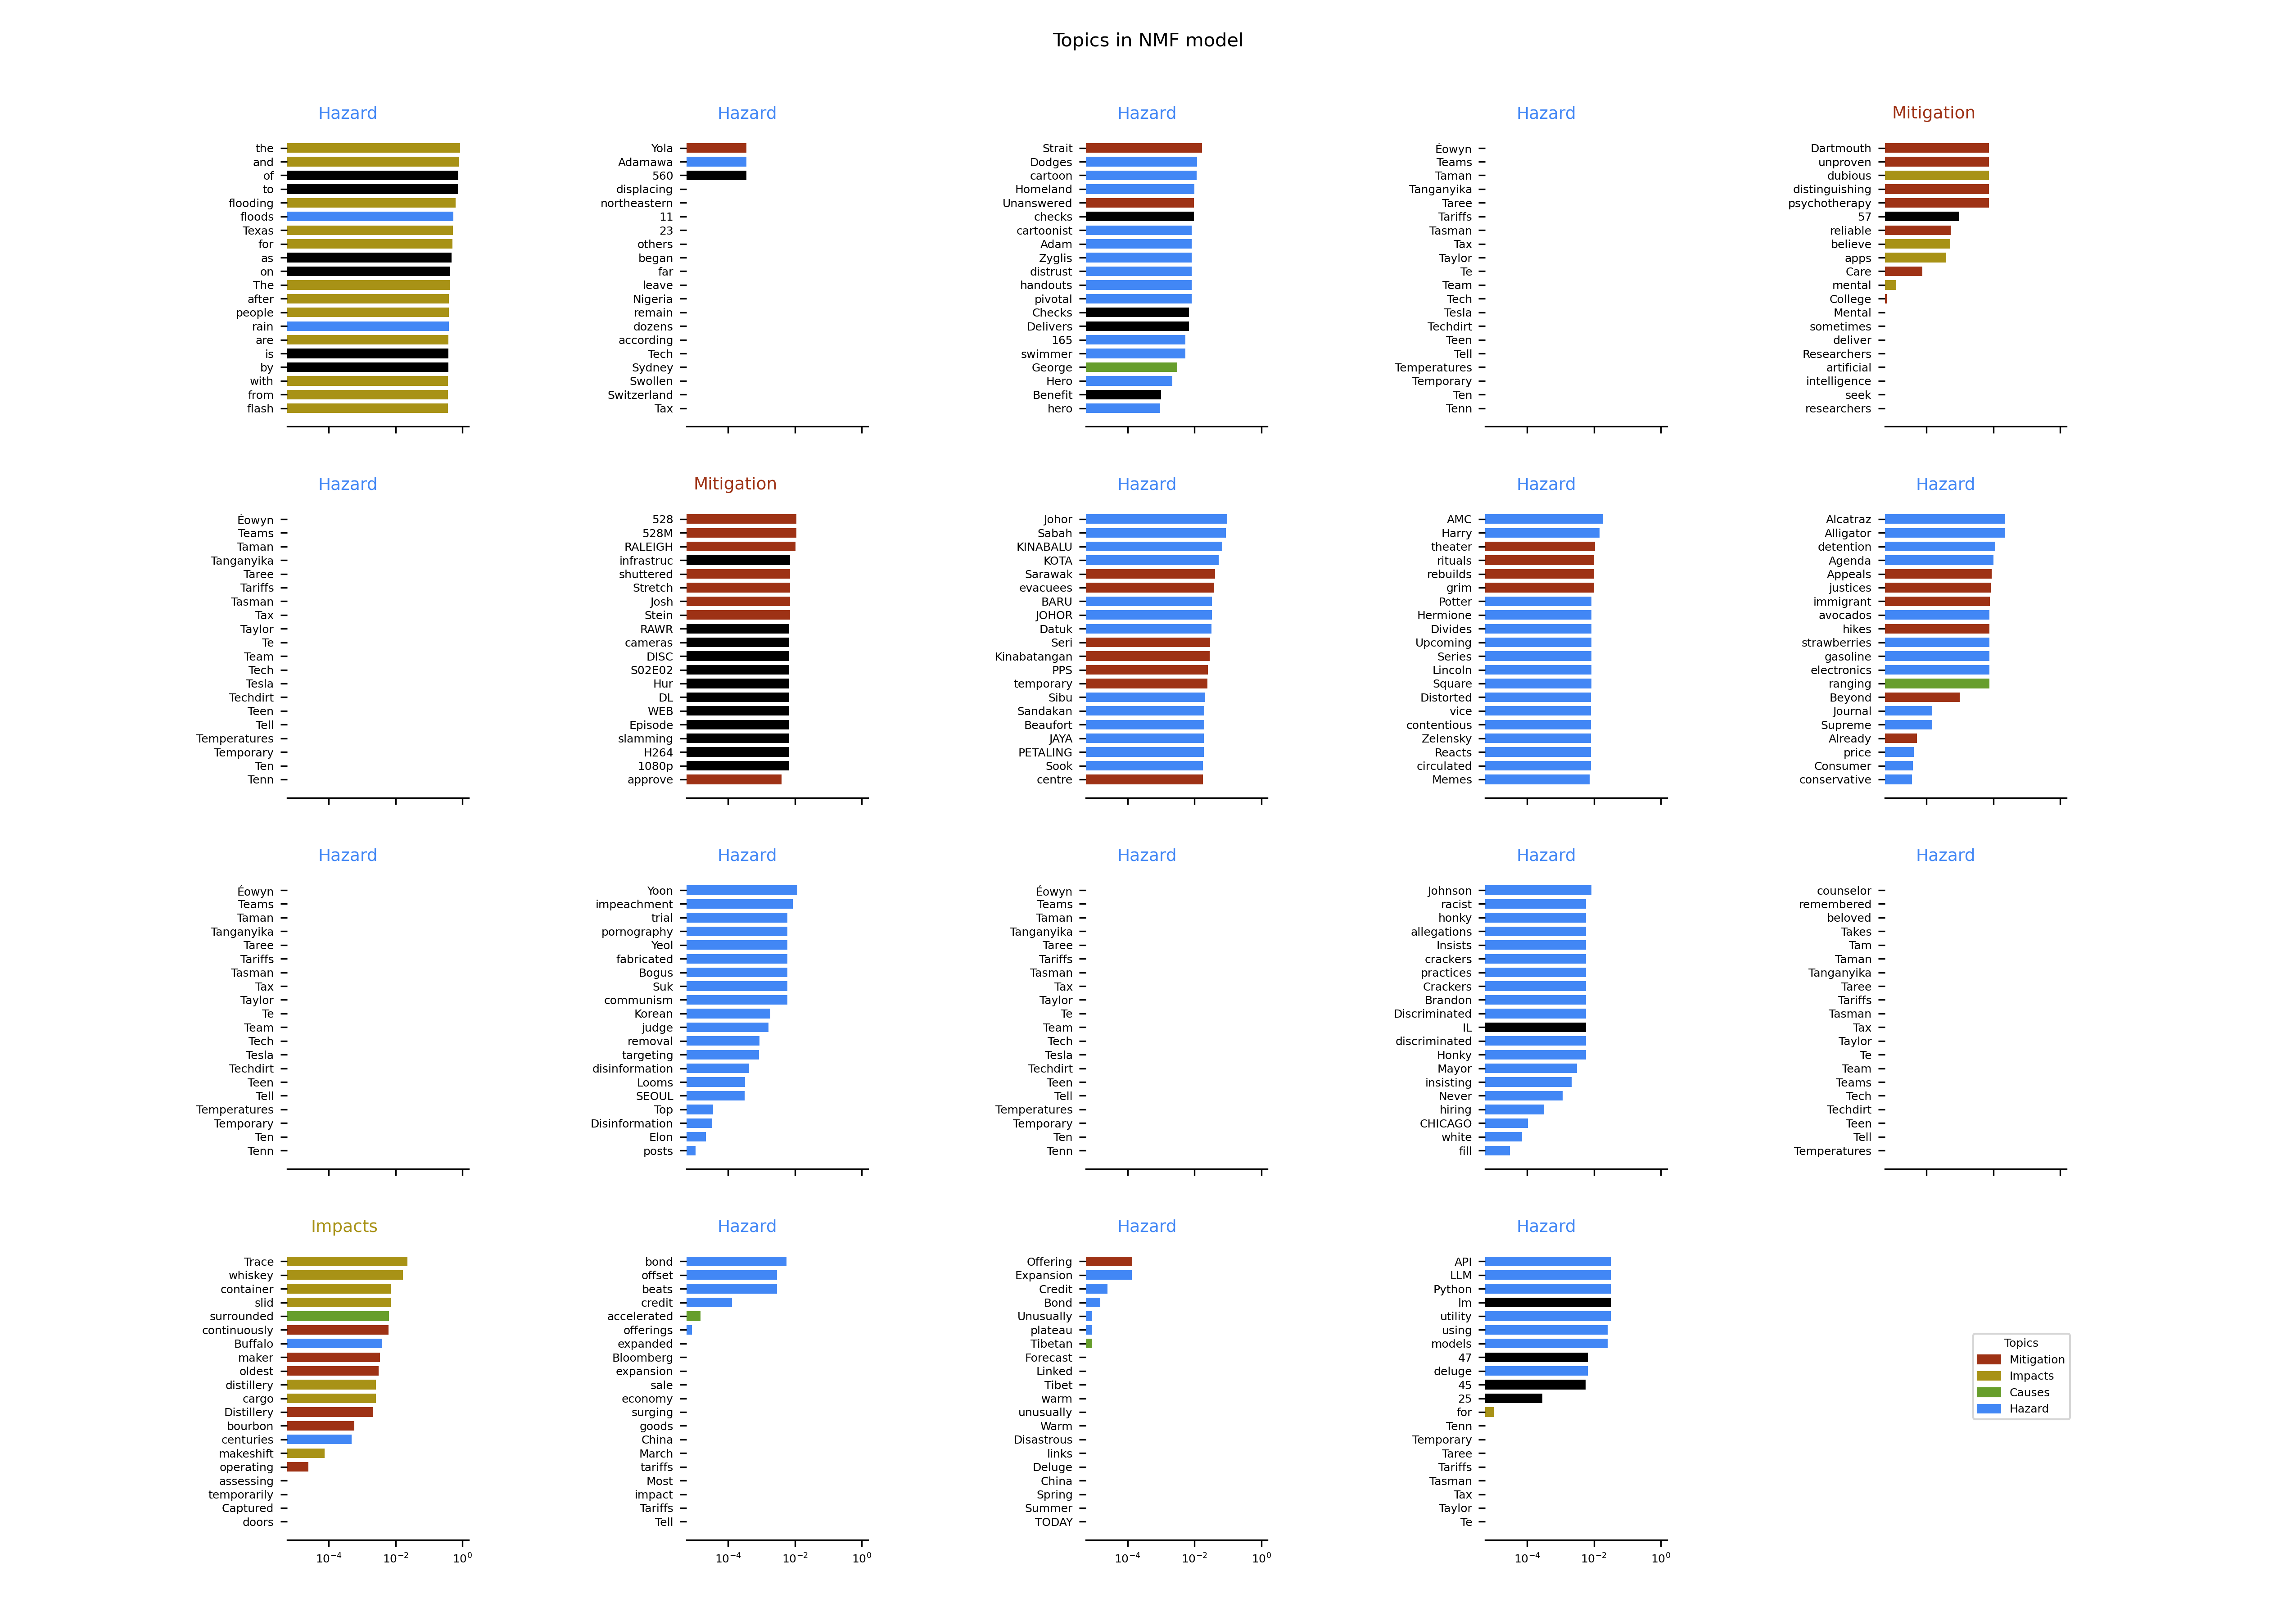 Topics in NMF model
Hazard
the
and
of
to
flooding
floods
Texas
for
as
on
The
after
people
rain
are
is
by
with
from
flash
Hazard
Yola
Adamawa
560
displacing
northeastern
11
23
others
began
far
leave
Nigeria
remain
dozens
according
Tech
Sydney
Swollen
Switzerland
Tax
Hazard
Strait
Dodges
cartoon
Homeland
Unanswered
checks
cartoonist
Adam
Zyglis
distrust
handouts
pivotal
Checks
Delivers
165
swimmer
George
Hero
Benefit
hero
Hazard
Éowyn
Teams
Taman
Tanganyika
Taree
Tariffs
Tasman
Tax
Taylor
Te
Team
Tech
Tesla
Techdirt
Teen
Tell
Temperatures
Temporary
Ten
Tenn
Mitigation
Dartmouth
unproven
dubious
distinguishing
psychotherapy
57
reliable
believe
apps
Care
mental
College
Mental
sometimes
deliver
Researchers
artificial
intelligence
seek
researchers
Hazard
Éowyn
Teams
Taman
Tanganyika
Taree
Tariffs
Tasman
Tax
Taylor
Te
Team
Tech
Tesla
Techdirt
Teen
Tell
Temperatures
Temporary
Ten
Tenn
Mitigation
528
528M
RALEIGH
infrastruc
shuttered
Stretch
Josh
Stein
RAWR
cameras
DISC
S02E02
Hur
DL
WEB
Episode
slamming
H264
1080p
approve
Hazard
Johor
Sabah
KINABALU
KOTA
Sarawak
evacuees
BARU
JOHOR
Datuk
Seri
Kinabatangan
PPS
temporary
Sibu
Sandakan
Beaufort
JAYA
PETALING
Sook
centre
Hazard
AMC
Harry
theater
rituals
rebuilds
grim
Potter
Hermione
Divides
Upcoming
Series
Lincoln
Square
Distorted
vice
contentious
Zelensky
Reacts
circulated
Memes
Hazard
Alcatraz
Alligator
detention
Agenda
Appeals
justices
immigrant
avocados
hikes
strawberries
gasoline
electronics
ranging
Beyond
Journal
Supreme
Already
price
Consumer
conservative
Hazard
Éowyn
Teams
Taman
Tanganyika
Taree
Tariffs
Tasman
Tax
Taylor
Te
Team
Tech
Tesla
Techdirt
Teen
Tell
Temperatures
Temporary
Ten
Tenn
Hazard
Yoon
impeachment
trial
pornography
Yeol
fabricated
Bogus
Suk
communism
Korean
judge
removal
targeting
disinformation
Looms
SEOUL
Top
Disinformation
Elon
posts
Hazard
Éowyn
Teams
Taman
Tanganyika
Taree
Tariffs
Tasman
Tax
Taylor
Te
Team
Tech
Tesla
Techdirt
Teen
Tell
Temperatures
Temporary
Ten
Tenn
Hazard
Johnson
racist
honky
allegations
Insists
crackers
practices
Crackers
Brandon
Discriminated
IL
discriminated
Honky
Mayor
insisting
Never
hiring
CHICAGO
white
fill
Hazard
counselor
remembered
beloved
Takes
Tam
Taman
Tanganyika
Taree
Tariffs
Tasman
Tax
Taylor
Te
Team
Teams
Tech
Techdirt
Teen
Tell
Temperatures
Impacts
Trace
whiskey
container
slid
surrounded
continuously
Buffalo
maker
oldest
distillery
cargo
Distillery
bourbon
centuries
makeshift
operating
assessing
temporarily
Captured
doors
10⁻⁴ 10⁻² 10⁰
Hazard
bond
offset
beats
credit
accelerated
offerings
expanded
Bloomberg
expansion
sale
economy
surging
goods
China
March
tariffs
Most
impact
Tariffs
Tell
10⁻⁴ 10⁻² 10⁰
Hazard
Offering
Expansion
Credit
Bond
Unusually
plateau
Tibetan
Forecast
Linked
Tibet
warm
unusually
Warm
Disastrous
links
Deluge
China
Spring
Summer
TODAY
10⁻⁴ 10⁻² 10⁰
Hazard
API
LLM
Python
lm
utility
using
models
47
deluge
45
25
for
Tenn
Temporary
Taree
Tariffs
Tasman
Tax
Taylor
Te
10⁻⁴ 10⁻² 10⁰
Topics
Mitigation
Impacts
Causes
Hazard